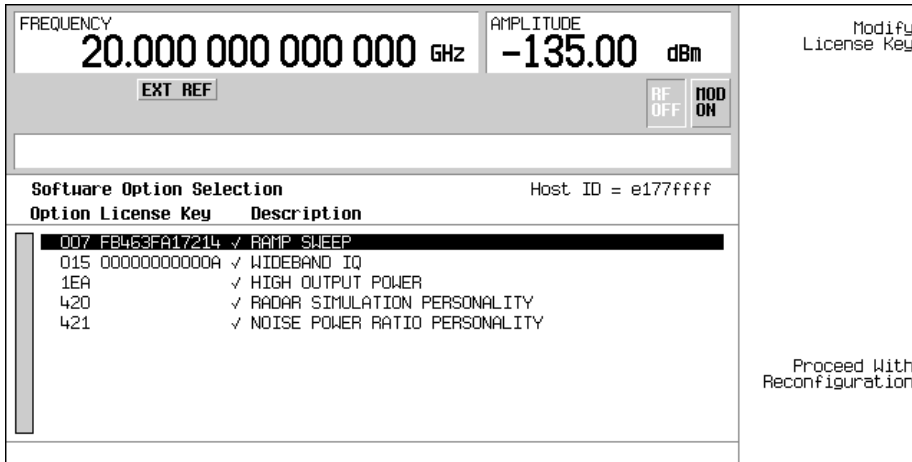 FREQUENCY
20.000 000 000 000 GHz
AMPLITUDE
-135.00 dBm
Modify
License Key
EXT REF
RF
OFF
MOD
ON
Software Option Selection
Host ID = e177ffff
Option License Key Description
007 FB463FA17214 √ RAMP SWEEP
015 00000000000A √ WIDEBAND IQ
1EA √ HIGH OUTPUT POWER
420 √ RADAR SIMULATION PERSONALITY
421 √ NOISE POWER RATIO PERSONALITY
Proceed With
Reconfiguration